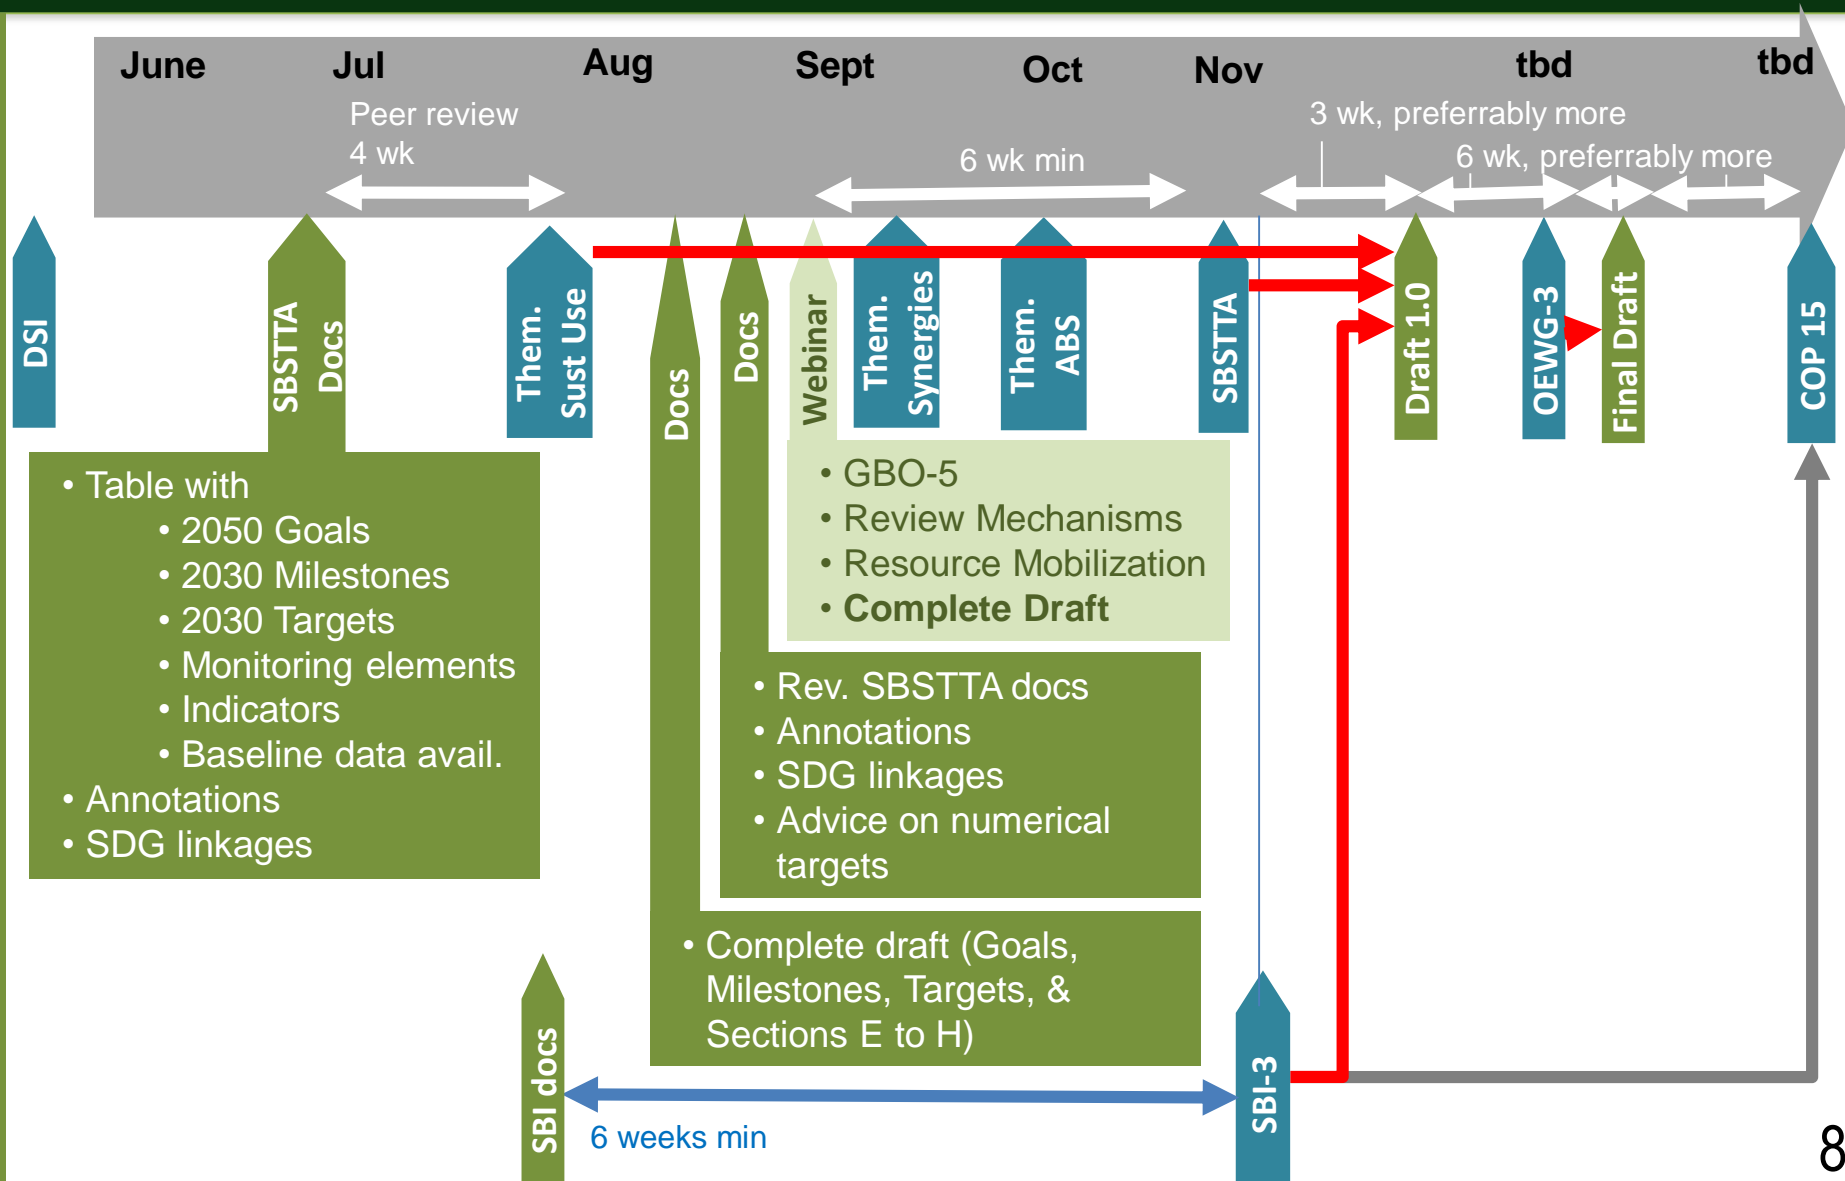 June Jul Aug Sept Oct Nov tbd tbd
Peer review
4 wk
6 wk min
3 wk, preferrably more
6 wk, preferrably more
DSI
SBSTTA
Docs
Them.
Sust Use
Docs
Docs
Webinar
Them.
Synergies
Them.
ABS
SBSTTA
Draft 1.0
OEWG-3
Final Draft
COP 15
• Table with
• 2050 Goals
• 2030 Milestones
• 2030 Targets
• Monitoring elements
• Indicators
• Baseline data avail.
• Annotations
• SDG linkages
• GBO-5
• Review Mechanisms
• Resource Mobilization
• Complete Draft
• Rev. SBSTTA docs
• Annotations
• SDG linkages
• Advice on numerical
targets
• Complete draft (Goals,
Milestones, Targets, &
Sections E to H)
SBI docs
6 weeks min
SBI-3
8